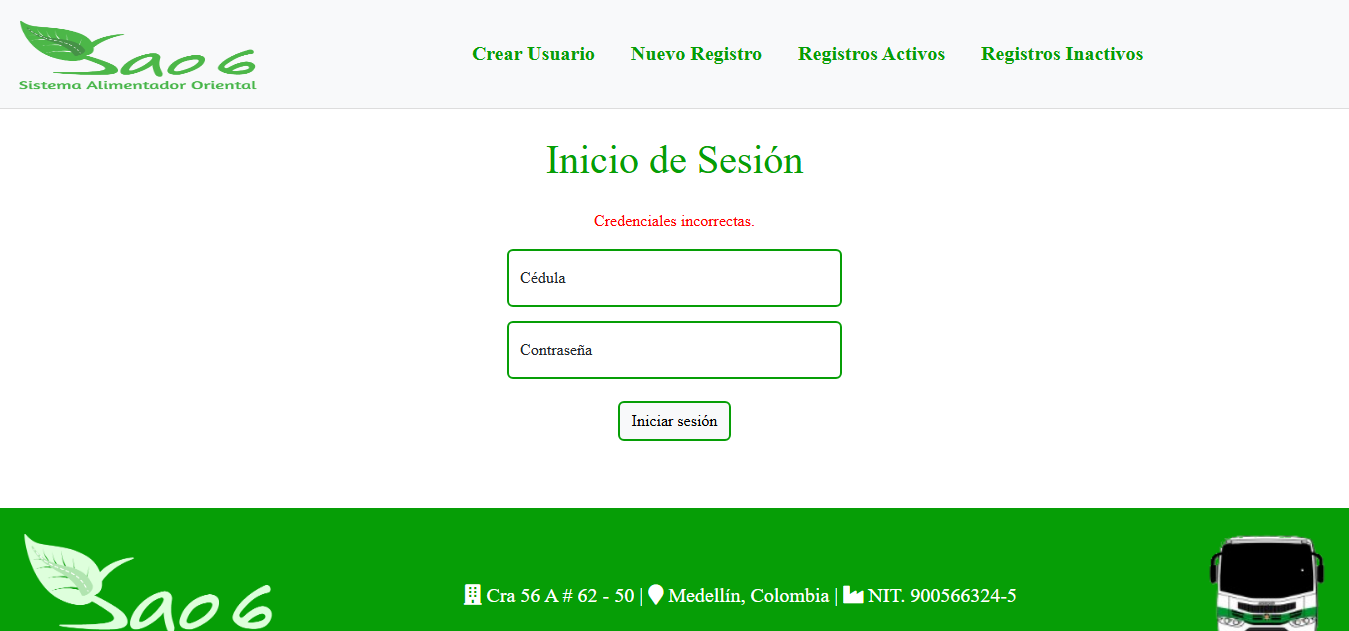 Sao 6
Sistema Alimentador Oriental
Crear Usuario Nuevo Registro Registros Activos Registros Inactivos
Inicio de Sesión
Credenciales incorrectas.
Cédula
Contraseña
Iniciar sesión
Sao 6
Cra 56 A # 62 - 50 | Medellín, Colombia | NIT. 900566324-5